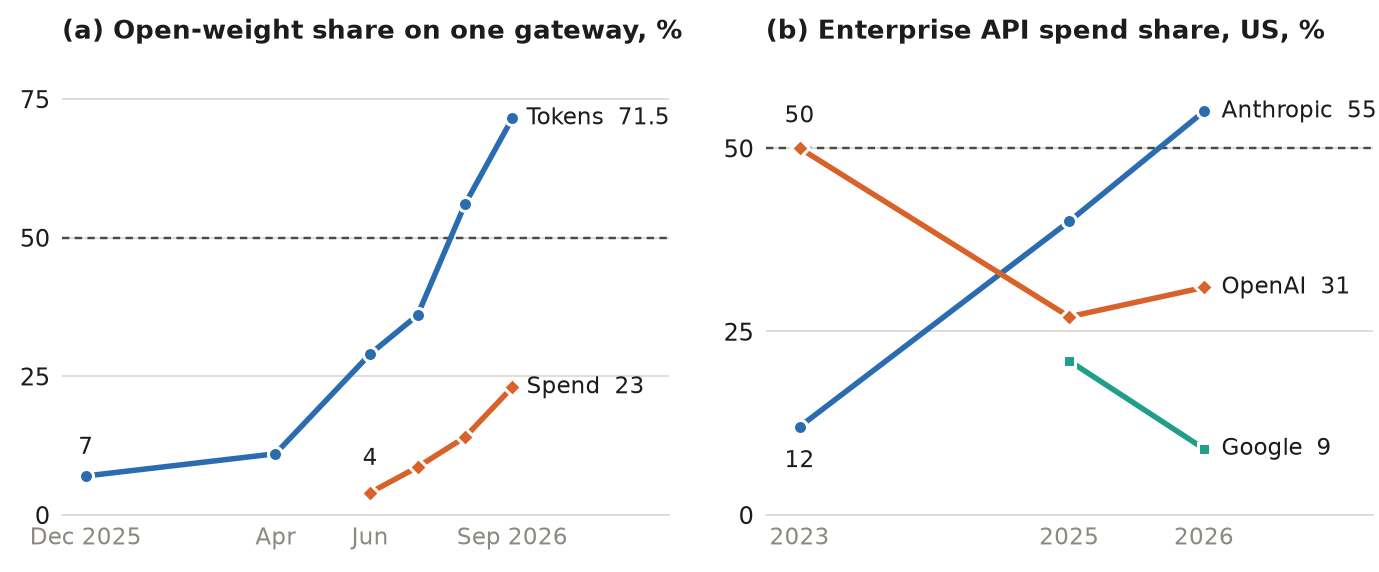 (a) Open-weight share on one gateway, %
75
Tokens 71.5
50
25
Spend 23
7
4
0
Dec 2025
Apr
Jun
Sep 2026
(b) Enterprise API spend share, US, %
50
Anthropic 55
50
OpenAI 31
25
Google 9
12
0
2023
2025
2026